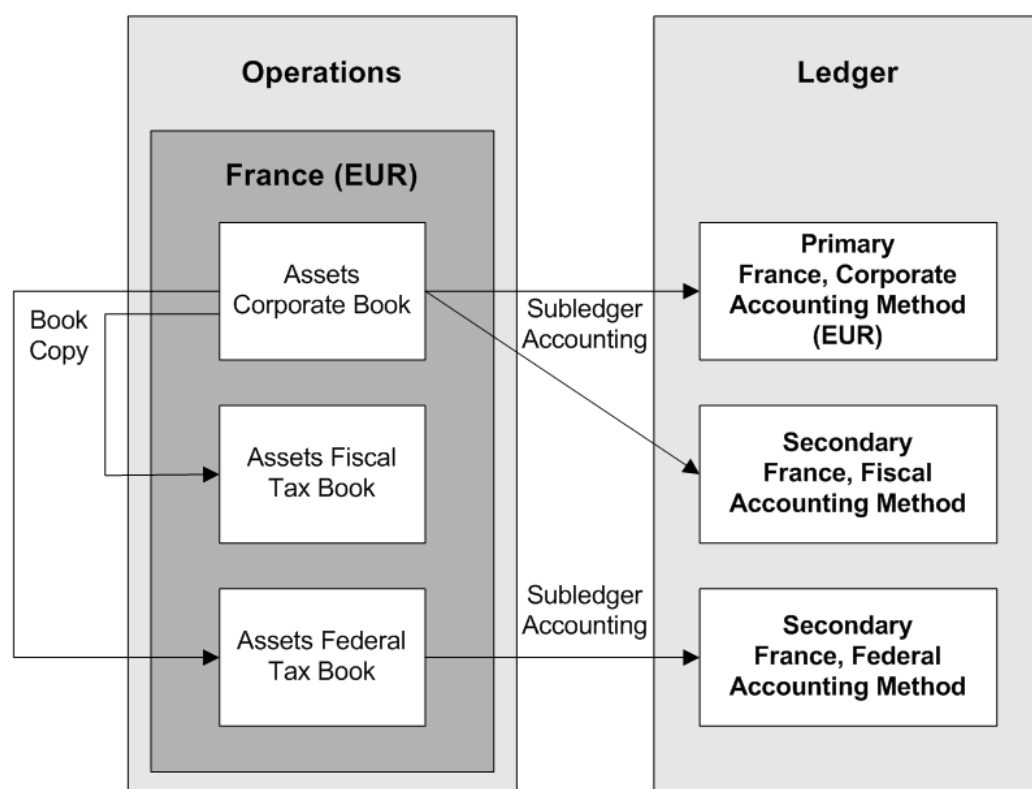 Operations
Ledger
France (EUR)
Assets
Corporate Book
Primary
France, Corporate
Accounting Method
(EUR)
Book
Copy
Subledger
Accounting
Assets Fiscal
Tax Book
Secondary
France, Fiscal
Accounting Method
Assets Federal
Tax Book
Subledger
Accounting
Secondary
France, Federal
Accounting Method